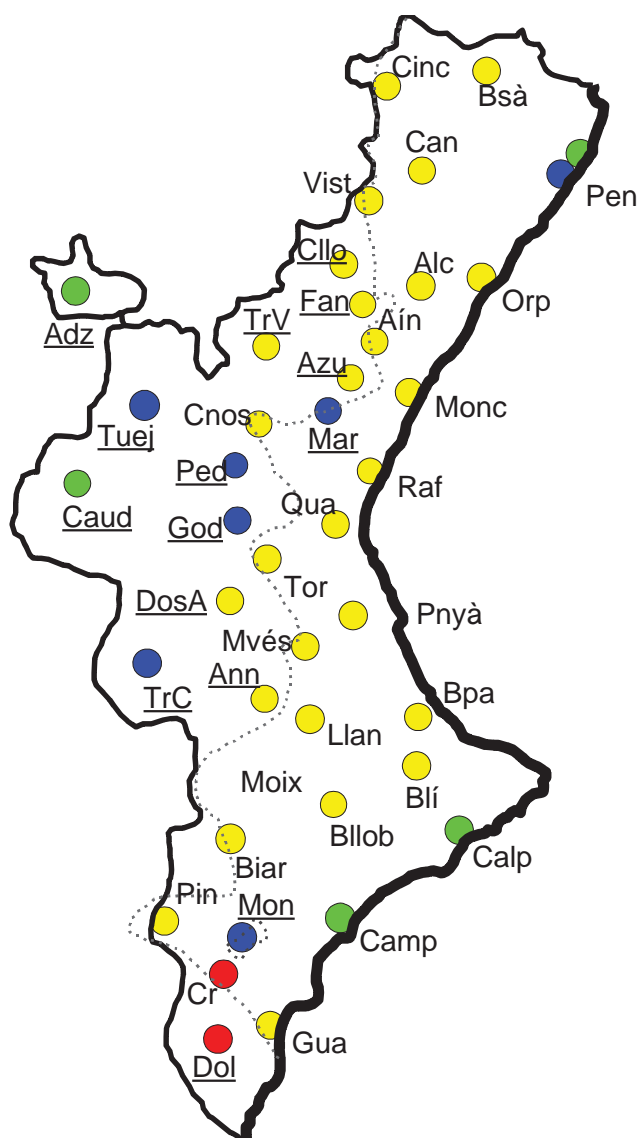 Cinc
Bsà
Can
Vist
Pen
Cllo
Alc
Orp
Fan
Adz
TrV
Aín
Azu
Monc
Cnos
Tuej
Mar
Ped
Raf
Caud
Qua
God
Tor
DosA
Pnyà
Mvés
Ann
TrC
Bpa
Llan
Moix
Blí
Bllob
Calp
Biar
Pin
Mon
Camp
Cr
Gua
Dol